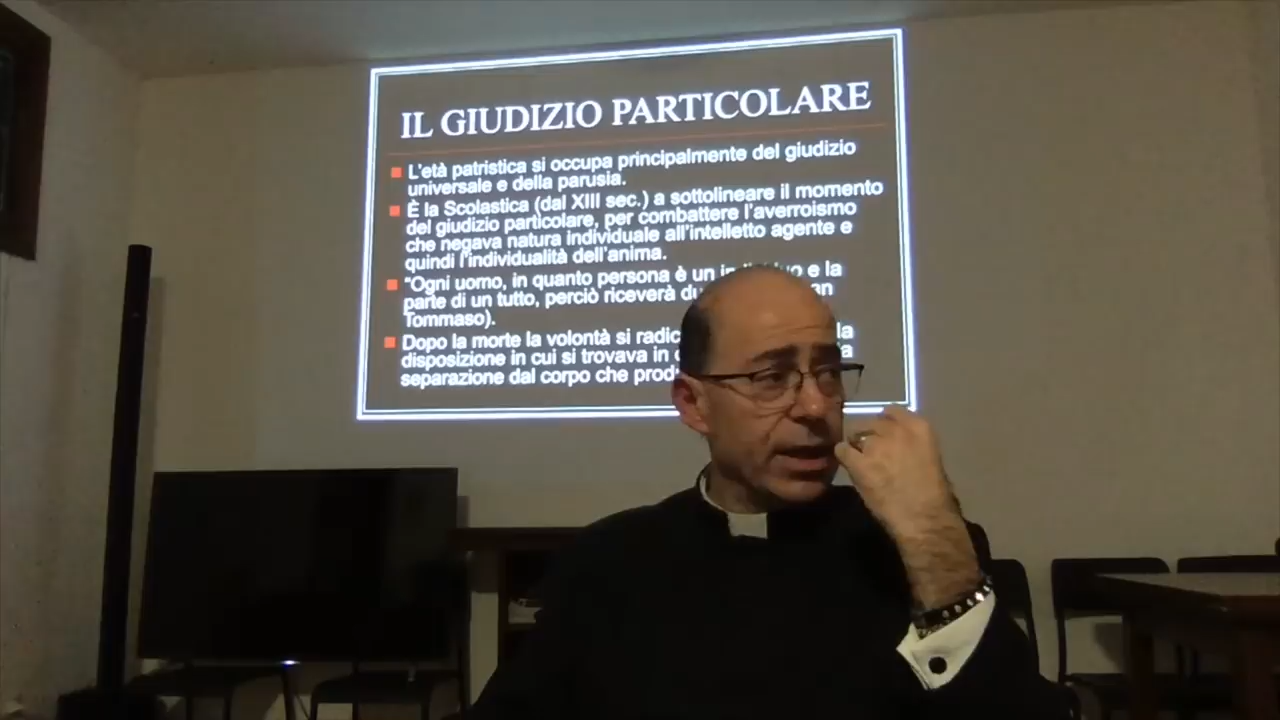 IL GIUDIZIO PARTICOLARE
L'età patristica si occupa principalmente del giudizio
universale e della parusia.
È la Scolastica (dal XIII sec.) a sottolineare il momento
del giudizio particolare, per combattere l'averroismo
che negava natura individuale all'intelletto agente e
quindi l'individualità dell'anima.
"Ogni uomo, in quanto persona è un e la
parte di un tutto, perciò riceverà
Tommaso).
Dopo la morte la volontà si
disposizione in cui si trovava in
separazione dal corpo che